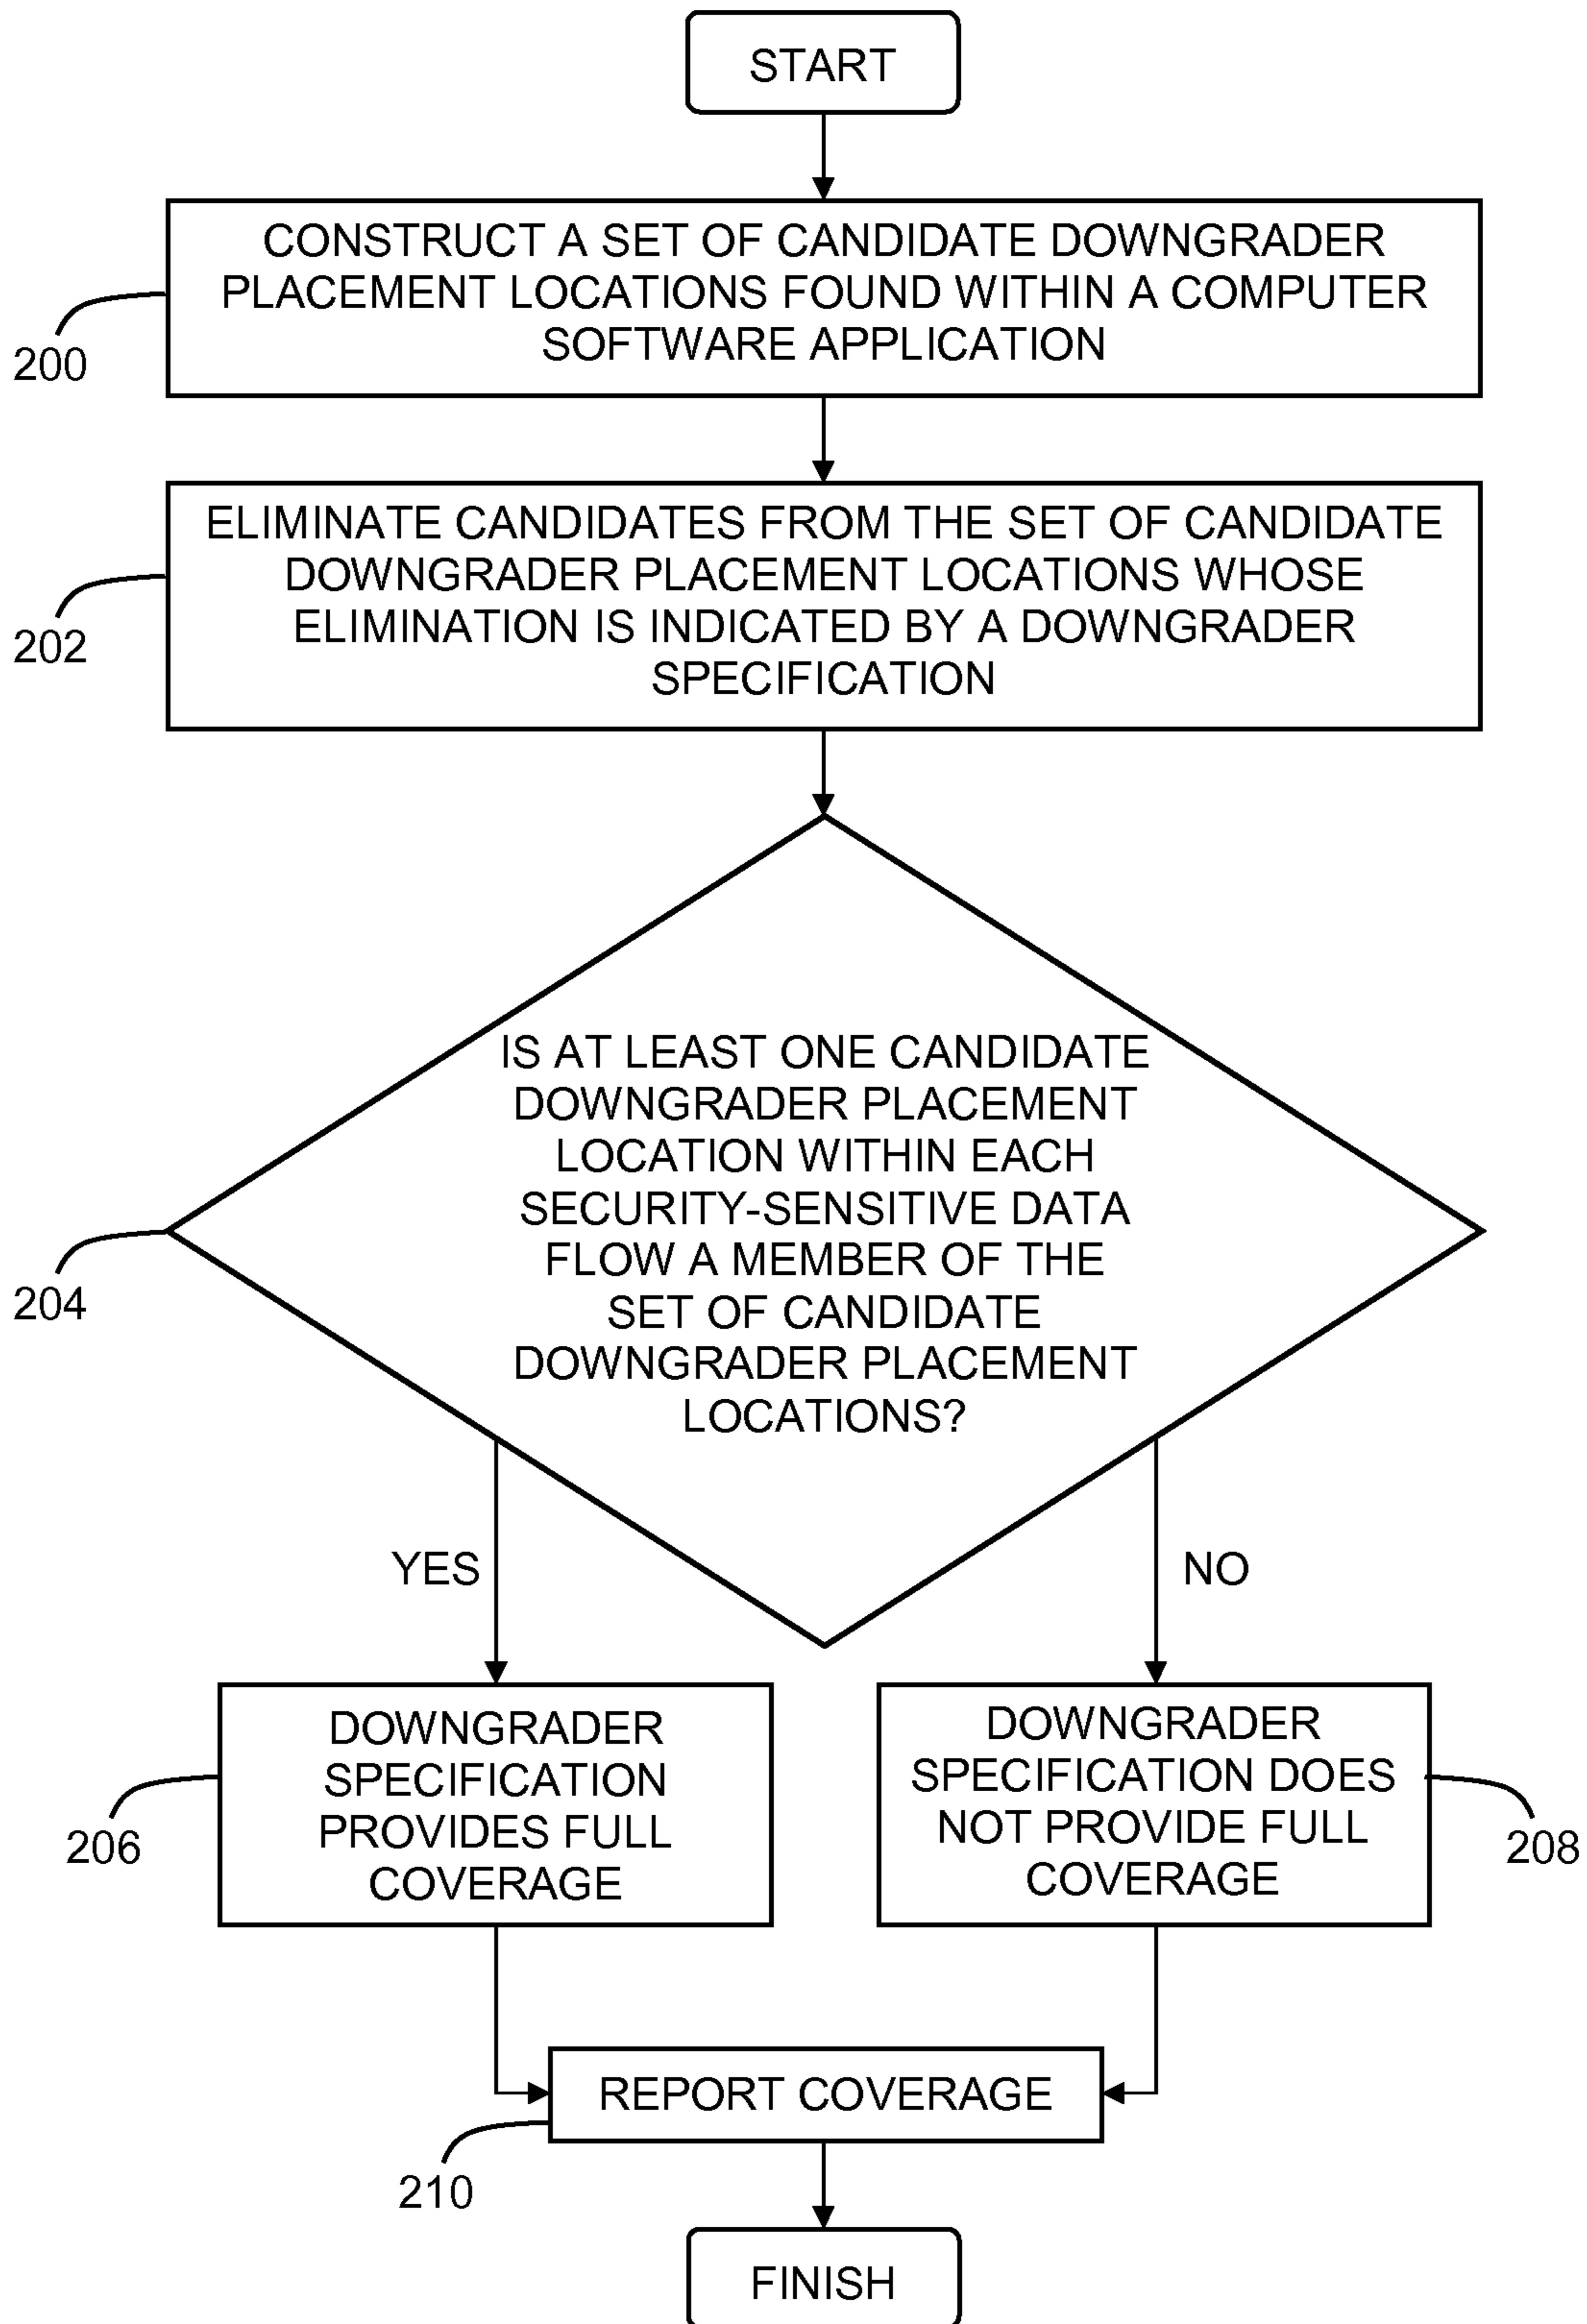 START
CONSTRUCT A SET OF CANDIDATE DOWNGRADER
PLACEMENT LOCATIONS FOUND WITHIN A COMPUTER
SOFTWARE APPLICATION
200
ELIMINATE CANDIDATES FROM THE SET OF CANDIDATE
DOWNGRADER PLACEMENT LOCATIONS WHOSE
ELIMINATION IS INDICATED BY A DOWNGRADER
SPECIFICATION
202
IS AT LEAST ONE CANDIDATE
DOWNGRADER PLACEMENT
LOCATION WITHIN EACH
SECURITY-SENSITIVE DATA
FLOW A MEMBER OF THE
SET OF CANDIDATE
DOWNGRADER PLACEMENT
LOCATIONS?
204
YES
NO
DOWNGRADER
SPECIFICATION
PROVIDES FULL
COVERAGE
206
DOWNGRADER
SPECIFICATION DOES
NOT PROVIDE FULL
COVERAGE
208
REPORT COVERAGE
210
FINISH